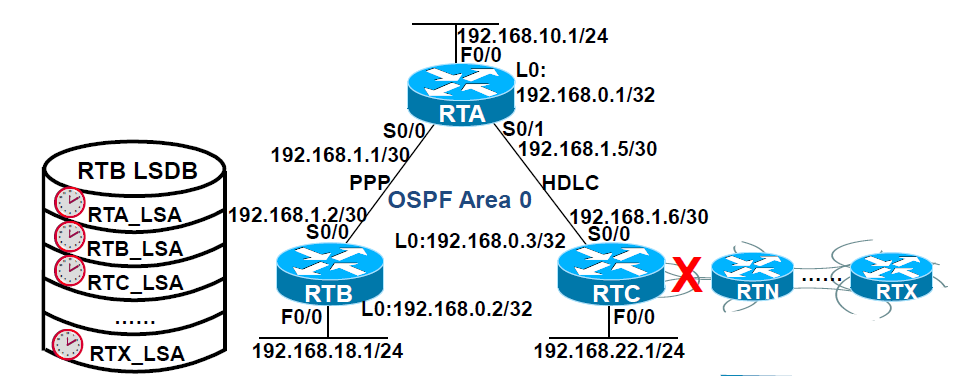 192.168.10.1/24
F0/0
L0:
192.168.0.1/32
RTA
S0/0
S0/1
192.168.1.1/30
192.168.1.5/30
PPP
HDLC
OSPF Area 0
RTB LSDB
RTA_LSA
RTB_LSA
RTC_LSA
......
RTX_LSA
192.168.1.2/30
S0/0
192.168.1.6/30
S0/0
L0:192.168.0.3/32
RTB
RTC
X
RTN
......
RTX
F0/0
L0:192.168.0.2/32
F0/0
192.168.18.1/24
192.168.22.1/24